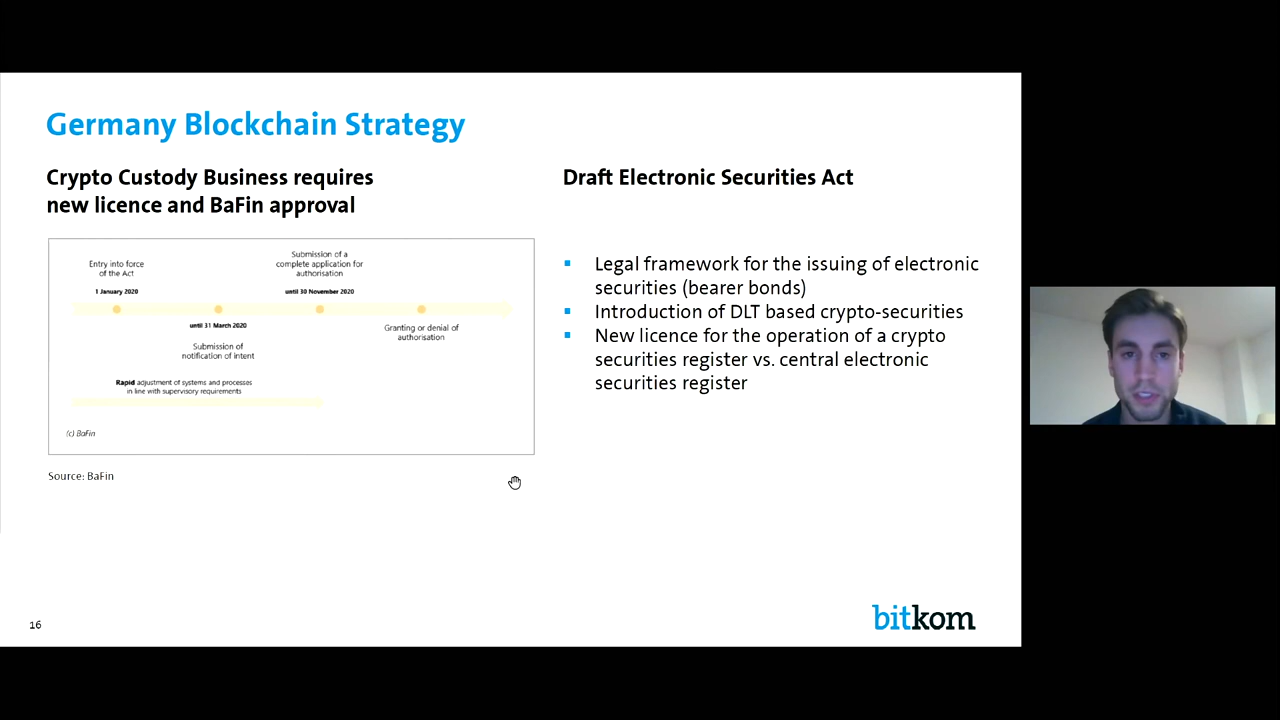 Germany Blockchain Strategy
Crypto Custody Business requires
new licence and BaFin approval
Entry into force
of the Act
1 January 2020
Submission of a
complete application for
authorisation
until 30 November 2020
until 31 March 2020
Submission of
notification of intent
Granting or denial of
authorisation
Rapid adjustment of systems and processes
in line with supervisory requirements
(c) BaFin
Source: BaFin
Draft Electronic Securities Act
Legal framework for the issuing of electronic
securities (bearer bonds)
Introduction of DLT based crypto-securities
New licence for the operation of a crypto
securities register vs. central electronic
securities register
16
bitkom